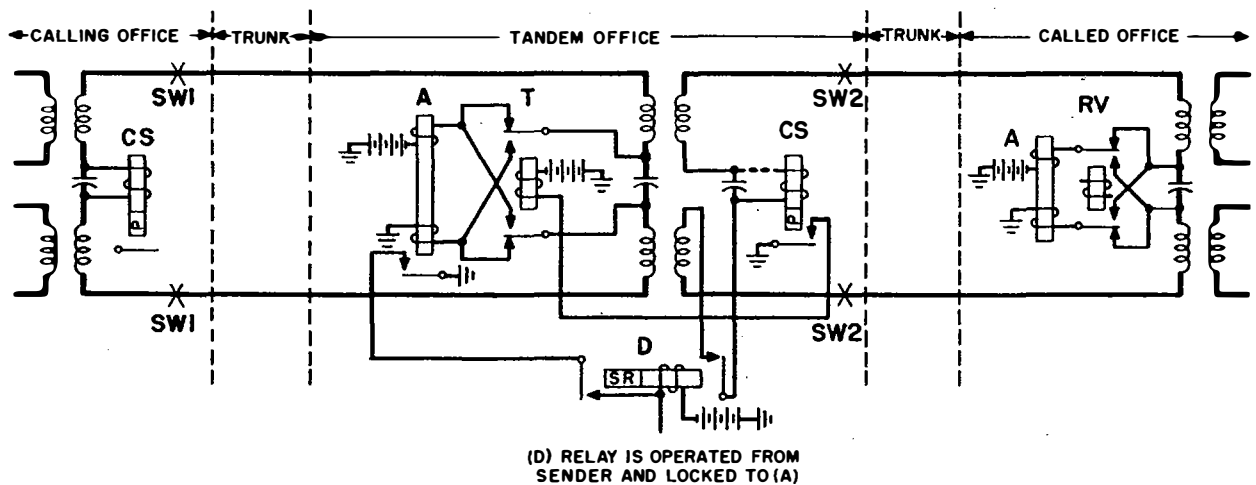 CALLING OFFICE TRUNK TANDEM OFFICE TRUNK CALLED OFFICE
SW1 SW2
A T RV
CS CS A
P P
SW1 SW2
D
SR
(D) RELAY IS OPERATED FROM
SENDER AND LOCKED TO (A)